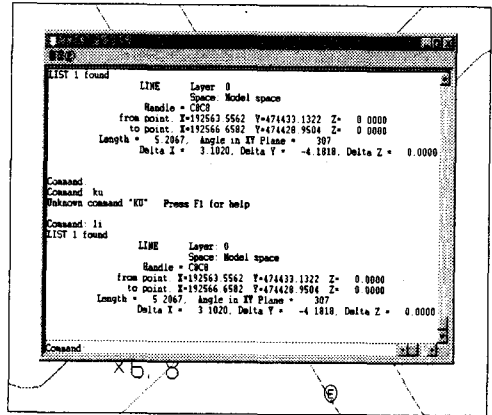 LIST 1 found
LINE Layer: 0
Space: Model space
Handle = C8C8
from point, X=192563.5562 Y=474433.1322 Z= 0.0000
to point, X=192566.6582 Y=474428.9504 Z= 0.0000
Length = 5.2067, Angle in XY Plane = 307
Delta X = 3.1020, Delta Y = -4.1818, Delta Z = 0.0000
Command
Command: ku
Unknown command "KU" Press F1 for help
Command: li
LIST 1 found
LINE Layer: 0
Space: Model space
Handle = C8C8
from point, X=192563.5562 Y=474433.1322 Z= 0.0000
to point, X=192566.6582 Y=474428.9504 Z= 0.0000
Length = 5.2067, Angle in XY Plane = 307
Delta X = 3.1020, Delta Y = -4.1818, Delta Z = 0.0000
Command:
E